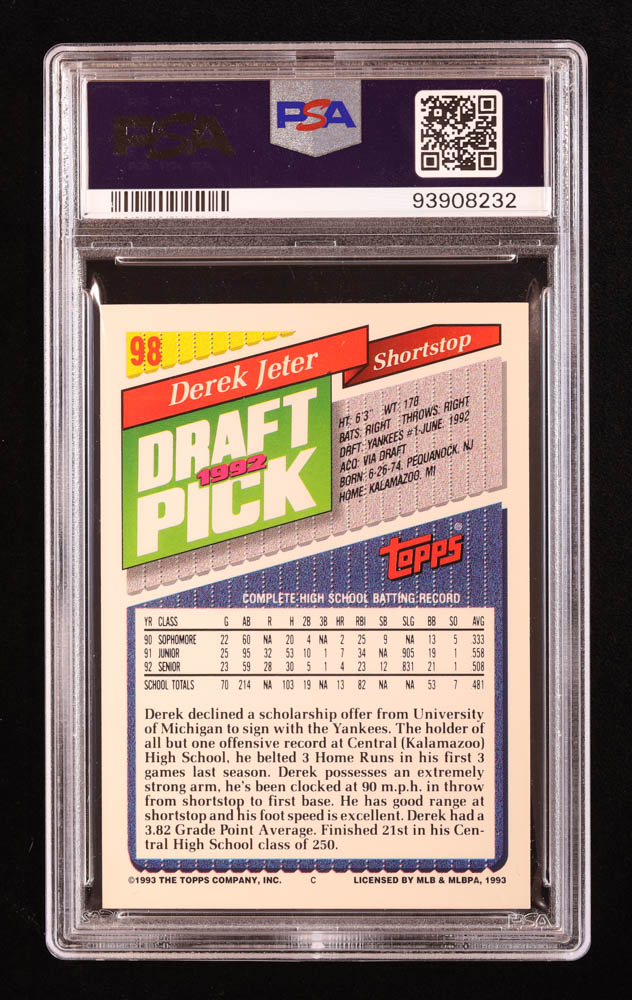 PSA
PSA
93908232
98
Derek Jeter
Shortstop
DRAFT
1992
PICK
HT: 6'3" WT: 178
BATS: RIGHT THROWS: RIGHT
DRFT: YANKEES #1-JUNE, 1992
ACQ: VIA DRAFT
BORN: 6-26-74, PEQUANOCK, NJ
HOME: KALAMAZOO, MI
topps
COMPLETE HIGH SCHOOL BATTING RECORD
YR CLASS G AB R H 2B 3B HR RBI SB SLG BB SO AVG
90 SOPHOMORE 22 60 NA 20 4 NA 2 25 9 NA 13 5 .333
91 JUNIOR 25 95 32 53 10 1 7 34 NA .905 19 1 .558
92 SENIOR 23 59 28 30 5 1 4 23 12 .831 21 1 .508
SCHOOL TOTALS 70 214 NA 103 19 NA 13 82 NA NA 53 7 .481
Derek declined a scholarship offer from University
of Michigan to sign with the Yankees. The holder of
all but one offensive record at Central (Kalamazoo)
High School, he belted 3 Home Runs in his first 3
games last season. Derek possesses an extremely
strong arm, he's been clocked at 90 m.p.h. in throw
from shortstop to first base. He has good range at
shortstop and his foot speed is excellent. Derek had a
3.82 Grade Point Average. Finished 21st in his Cen-
tral High School class of 250.
©1993 THE TOPPS COMPANY, INC. C LICENSED BY MLB & MLBPA, 1993
PSA